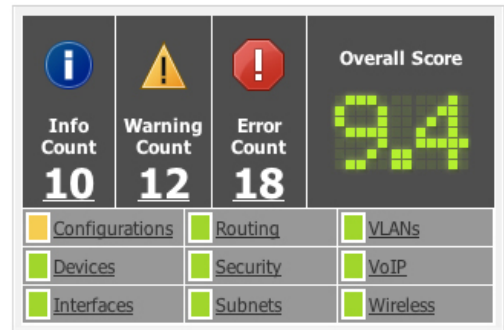 Overall Score
Info Count
Warning Count
Error Count
10
12
18
9.4
Configurations
Routing
VLANs
Devices
Security
VoIP
Interfaces
Subnets
Wireless